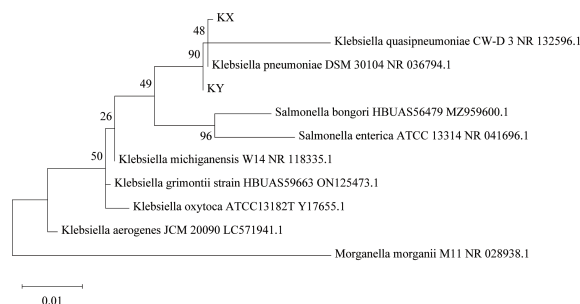 KX
48
Klebsiella quasipneumoniae CW-D 3 NR 132596.1
90
Klebsiella pneumoniae DSM 30104 NR 036794.1
49
KY
Salmonella bongori HBUAS56479 MZ959600.1
26
96
Salmonella enterica ATCC 13314 NR 041696.1
50
Klebsiella michiganensis W14 NR 118335.1
Klebsiella grimontii strain HBUAS59663 ON125473.1
Klebsiella oxytoca ATCC13182T Y17655.1
Klebsiella aerogenes JCM 20090 LC571941.1
Morganella morganii M11 NR 028938.1
0.01